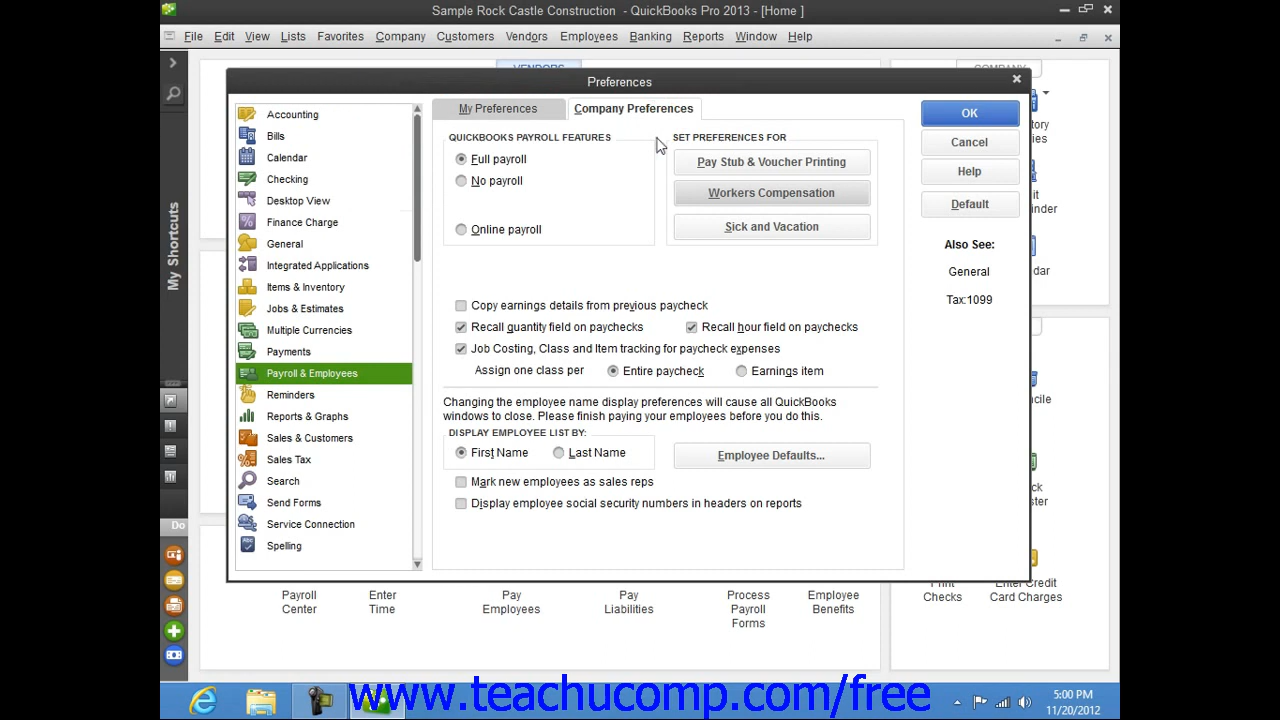 Sample Rock Castle Construction - QuickBooks Pro 2013 - [Home ]
File Edit View Lists Favorites Company Customers Vendors Employees Banking Reports Window Help
VENDORS
COMPANY
Preferences
My Shortcuts
Do
Accounting
Bills
Calendar
Checking
Desktop View
Finance Charge
General
Integrated Applications
Items & Inventory
Jobs & Estimates
Multiple Currencies
Payments
Payroll & Employees
Reminders
Reports & Graphs
Sales & Customers
Sales Tax
Search
Send Forms
Service Connection
Spelling
My Preferences Company Preferences
QUICKBOOKS PAYROLL FEATURES
Full payroll
No payroll
Online payroll
SET PREFERENCES FOR
Pay Stub & Voucher Printing
Workers Compensation
Sick and Vacation
Copy earnings details from previous paycheck
Recall quantity field on paychecks Recall hour field on paychecks
Job Costing, Class and Item tracking for paycheck expenses
Assign one class per Entire paycheck Earnings item
Changing the employee name display preferences will cause all QuickBooks
windows to close. Please finish paying your employees before you do this.
DISPLAY EMPLOYEE LIST BY:
First Name Last Name
Employee Defaults...
Mark new employees as sales reps
Display employee social security numbers in headers on reports
OK
Cancel
Help
Default
Also See:
General
Tax:1099
Payroll
Center
Enter
Time
Pay
Employees
Pay
Liabilities
Process
Payroll
Forms
Employee
Benefits
Print
Checks
Enter Credit
Card Charges
www.teachucomp.com/free
5:00 PM
11/20/2012